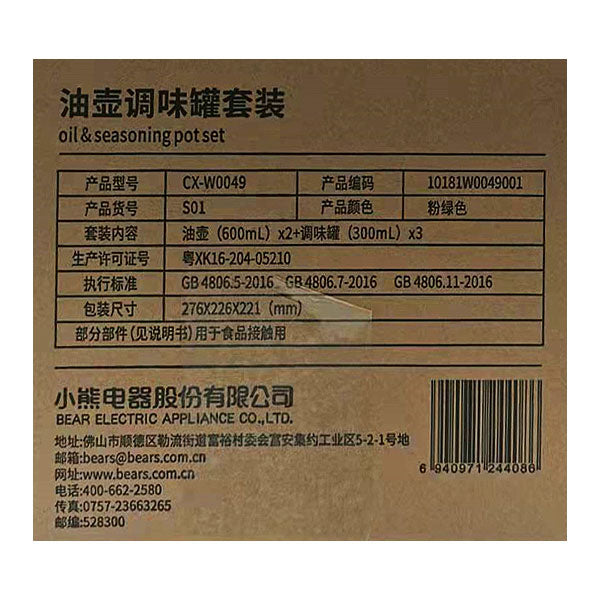 油壶调味罐套装
oil & seasoning pot set
产品型号 CX-W0049 产品编码 10181W0049001
产品货号 S01 产品颜色 粉绿色
套装内容 油壶（600mL）x2+调味罐（300mL）x3
生产许可证号 粤XK16-204-05210
执行标准 GB 4806.5-2016 GB 4806.7-2016 GB 4806.11-2016
包装尺寸 276X226X221（mm）
部分部件（见说明书）用于食品接触用
小熊电器股份有限公司
BEAR ELECTRIC APPLIANCE CO.,LTD.
地址:佛山市顺德区勒流街道富裕村委会富安集约工业区5-2-1号地
邮箱:bears@bears.com.cn
网址:www.bears.com.cn
电话:400-662-2580
传真:0757-23663265
邮编:528300
6 940971 244086